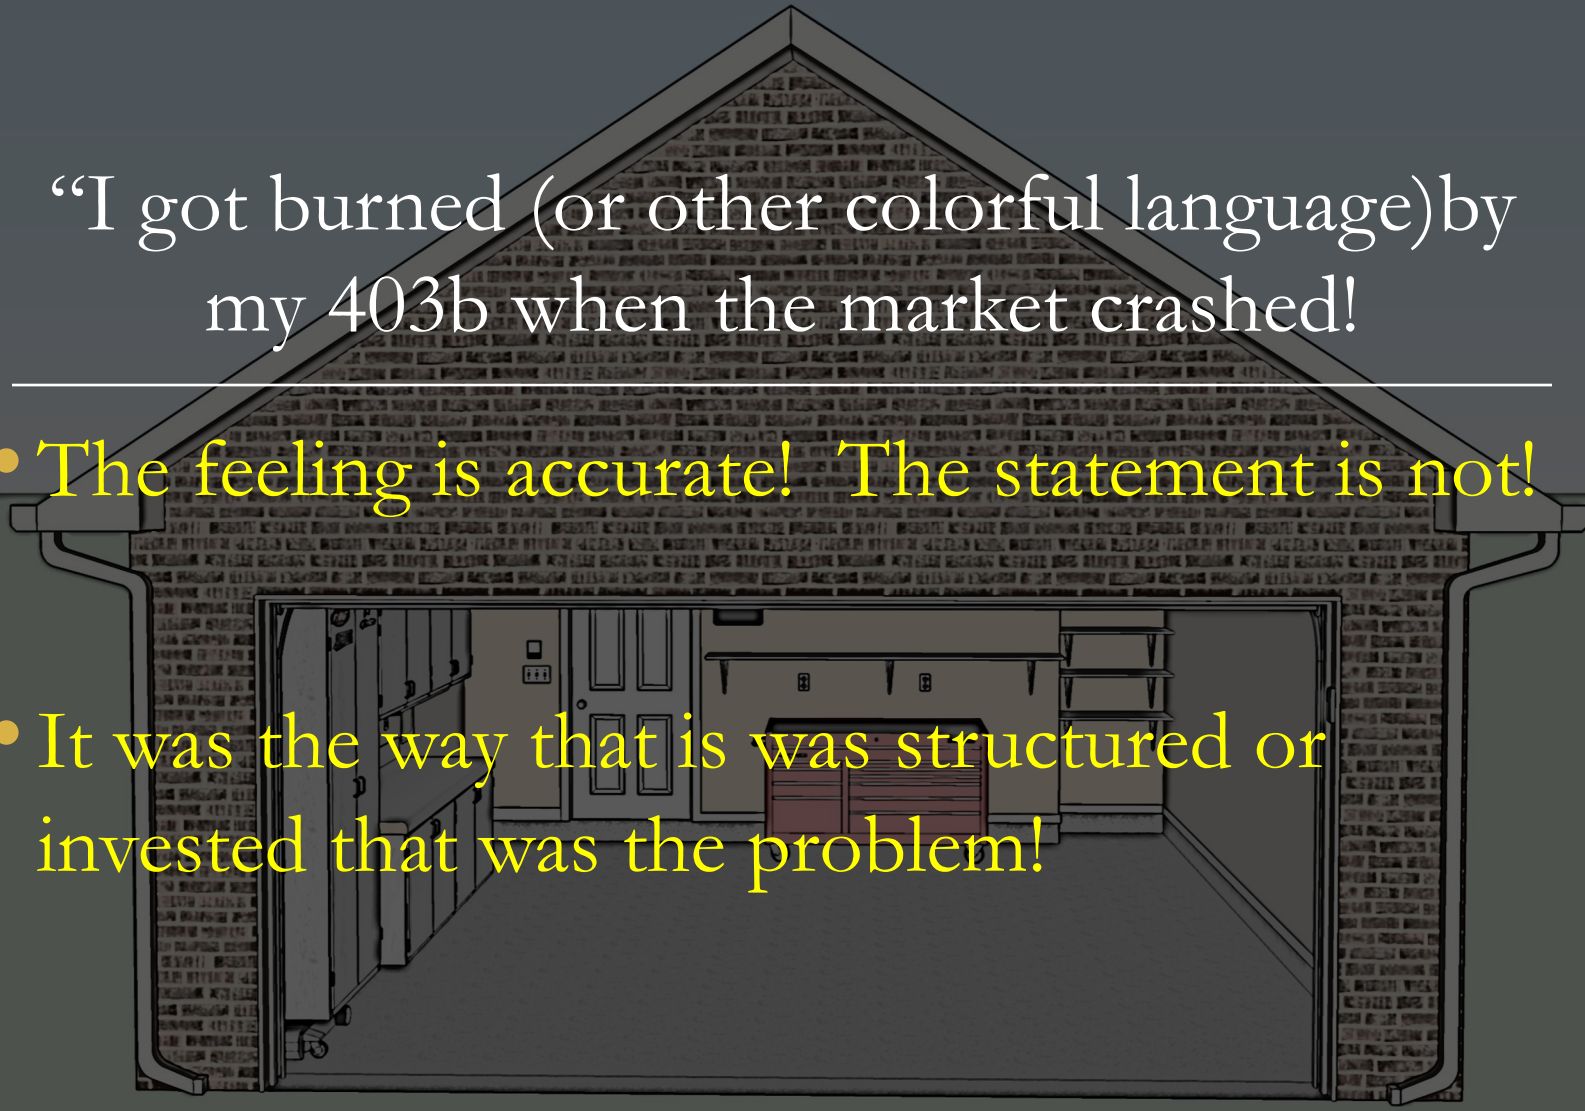 “I got burned (or other colorful language)by
my 403b when the market crashed!
• The feeling is accurate! The statement is not!
• It was the way that is was structured or
invested that was the problem!